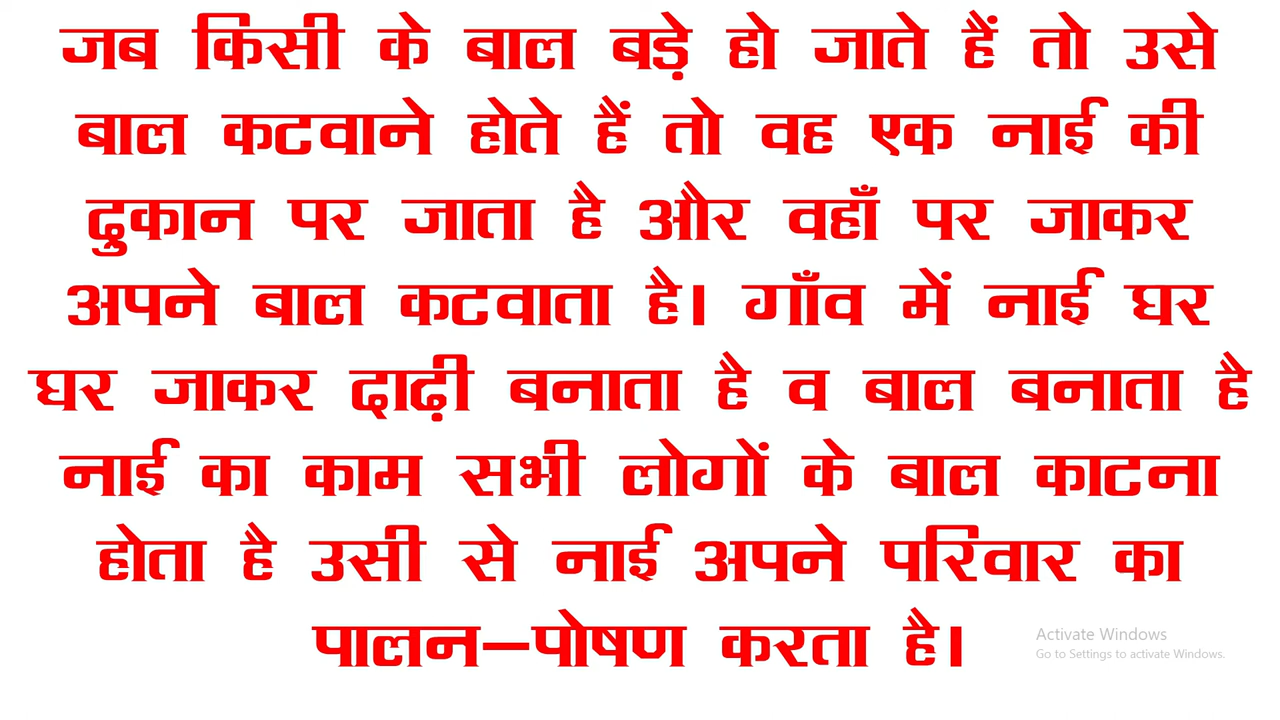 जब किसी के बाल बड़े हो जाते हैं तो उसे
बाल कटवाने होते हैं तो वह एक नाई की
दुकान पर जाता है और वहाँ पर जाकर
अपने बाल कटवाता है। गाँव में नाई घर
घर जाकर दाढ़ी बनाता है व बाल बनाता है
नाई का काम सभी लोगों के बाल काटना
होता है उसी से नाई अपने परिवार का
पालन–पोषण करता है।
Activate Windows
Go to Settings to activate Windows.